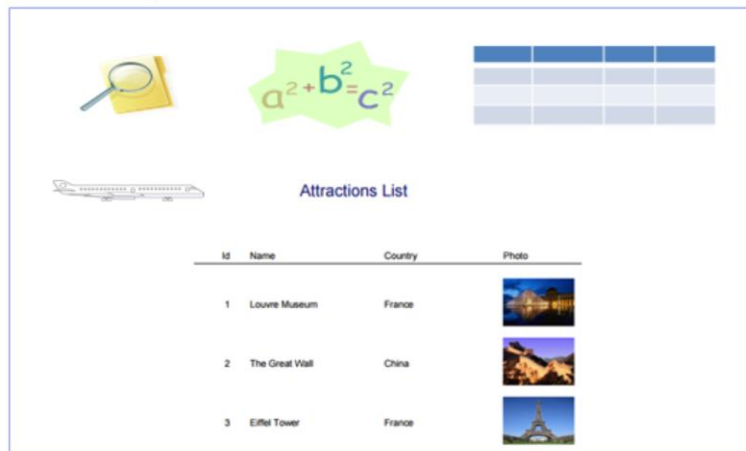 a² + b² = c²
Attractions List
Id Name Country Photo
1 Louvre Museum France
2 The Great Wall China
3 Eiffel Tower France